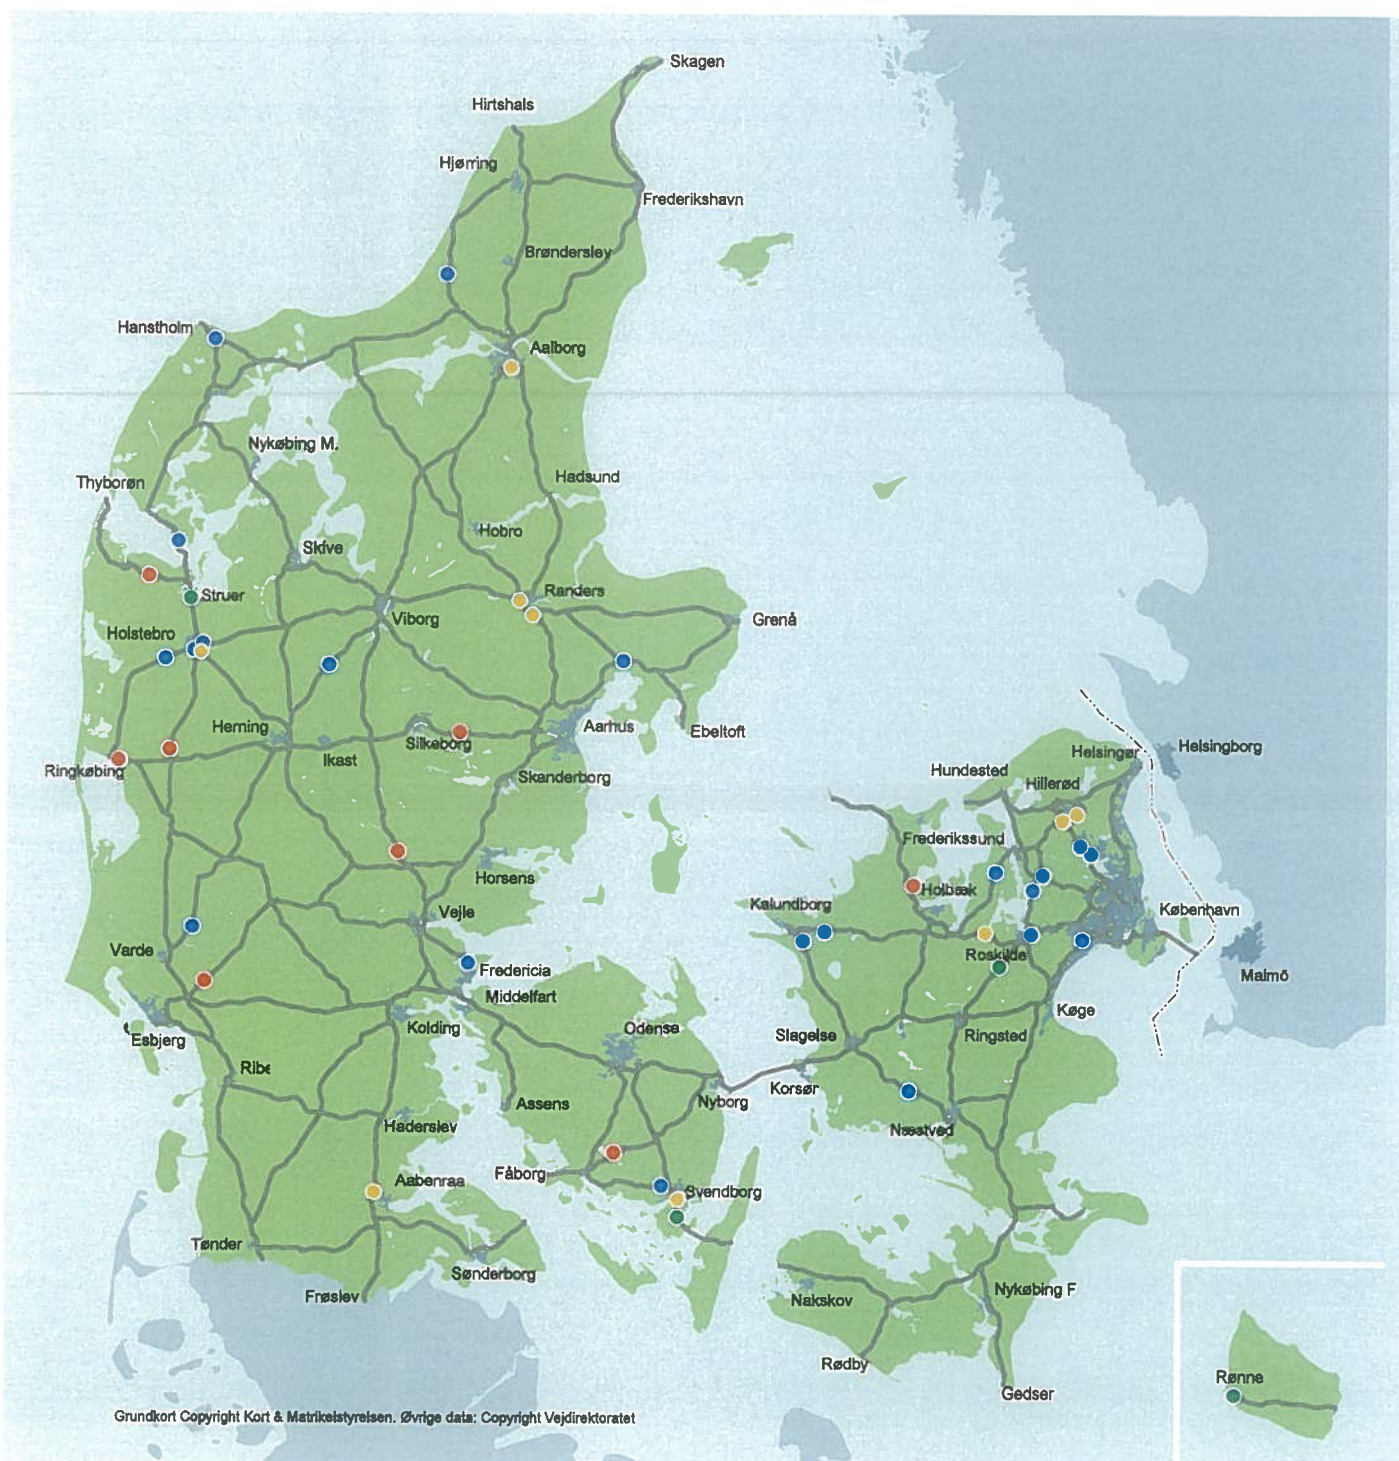 Skagen
Hirtshals
Hjørring
Frederikshavn
Brønderslev
Hanstholm
Aalborg
Nykøbing M.
Thyborøn
Hadsund
Hobro
Skive
Struer
Randers
Viborg
Grenå
Holstebro
Herning
Silkeborg
Aarhus
Ebeltoft
Ikast
Ringkøbing
Skanderborg
Helsingør
Helsingborg
Hundested
Hillerød
Frederikssund
Horsens
Holbæk
Kalundborg
København
Vejle
Varde
Roskilde
Fredericia
Malmö
Middelfart
Køge
Kolding
Odense
Esbjerg
Slagelse
Ringsted
Ribe
Korsør
Nyborg
Assens
Haderslev
Næstved
Fåborg
Aabenraa
Svendborg
Tønder
Sønderborg
Frøslev
Nakskov
Nykøbing F
Rødby
Rønne
Gedser
Grundkort Copyright Kort & Matrikelstyrelsen. Øvrige data: Copyright Vejdirektoratet